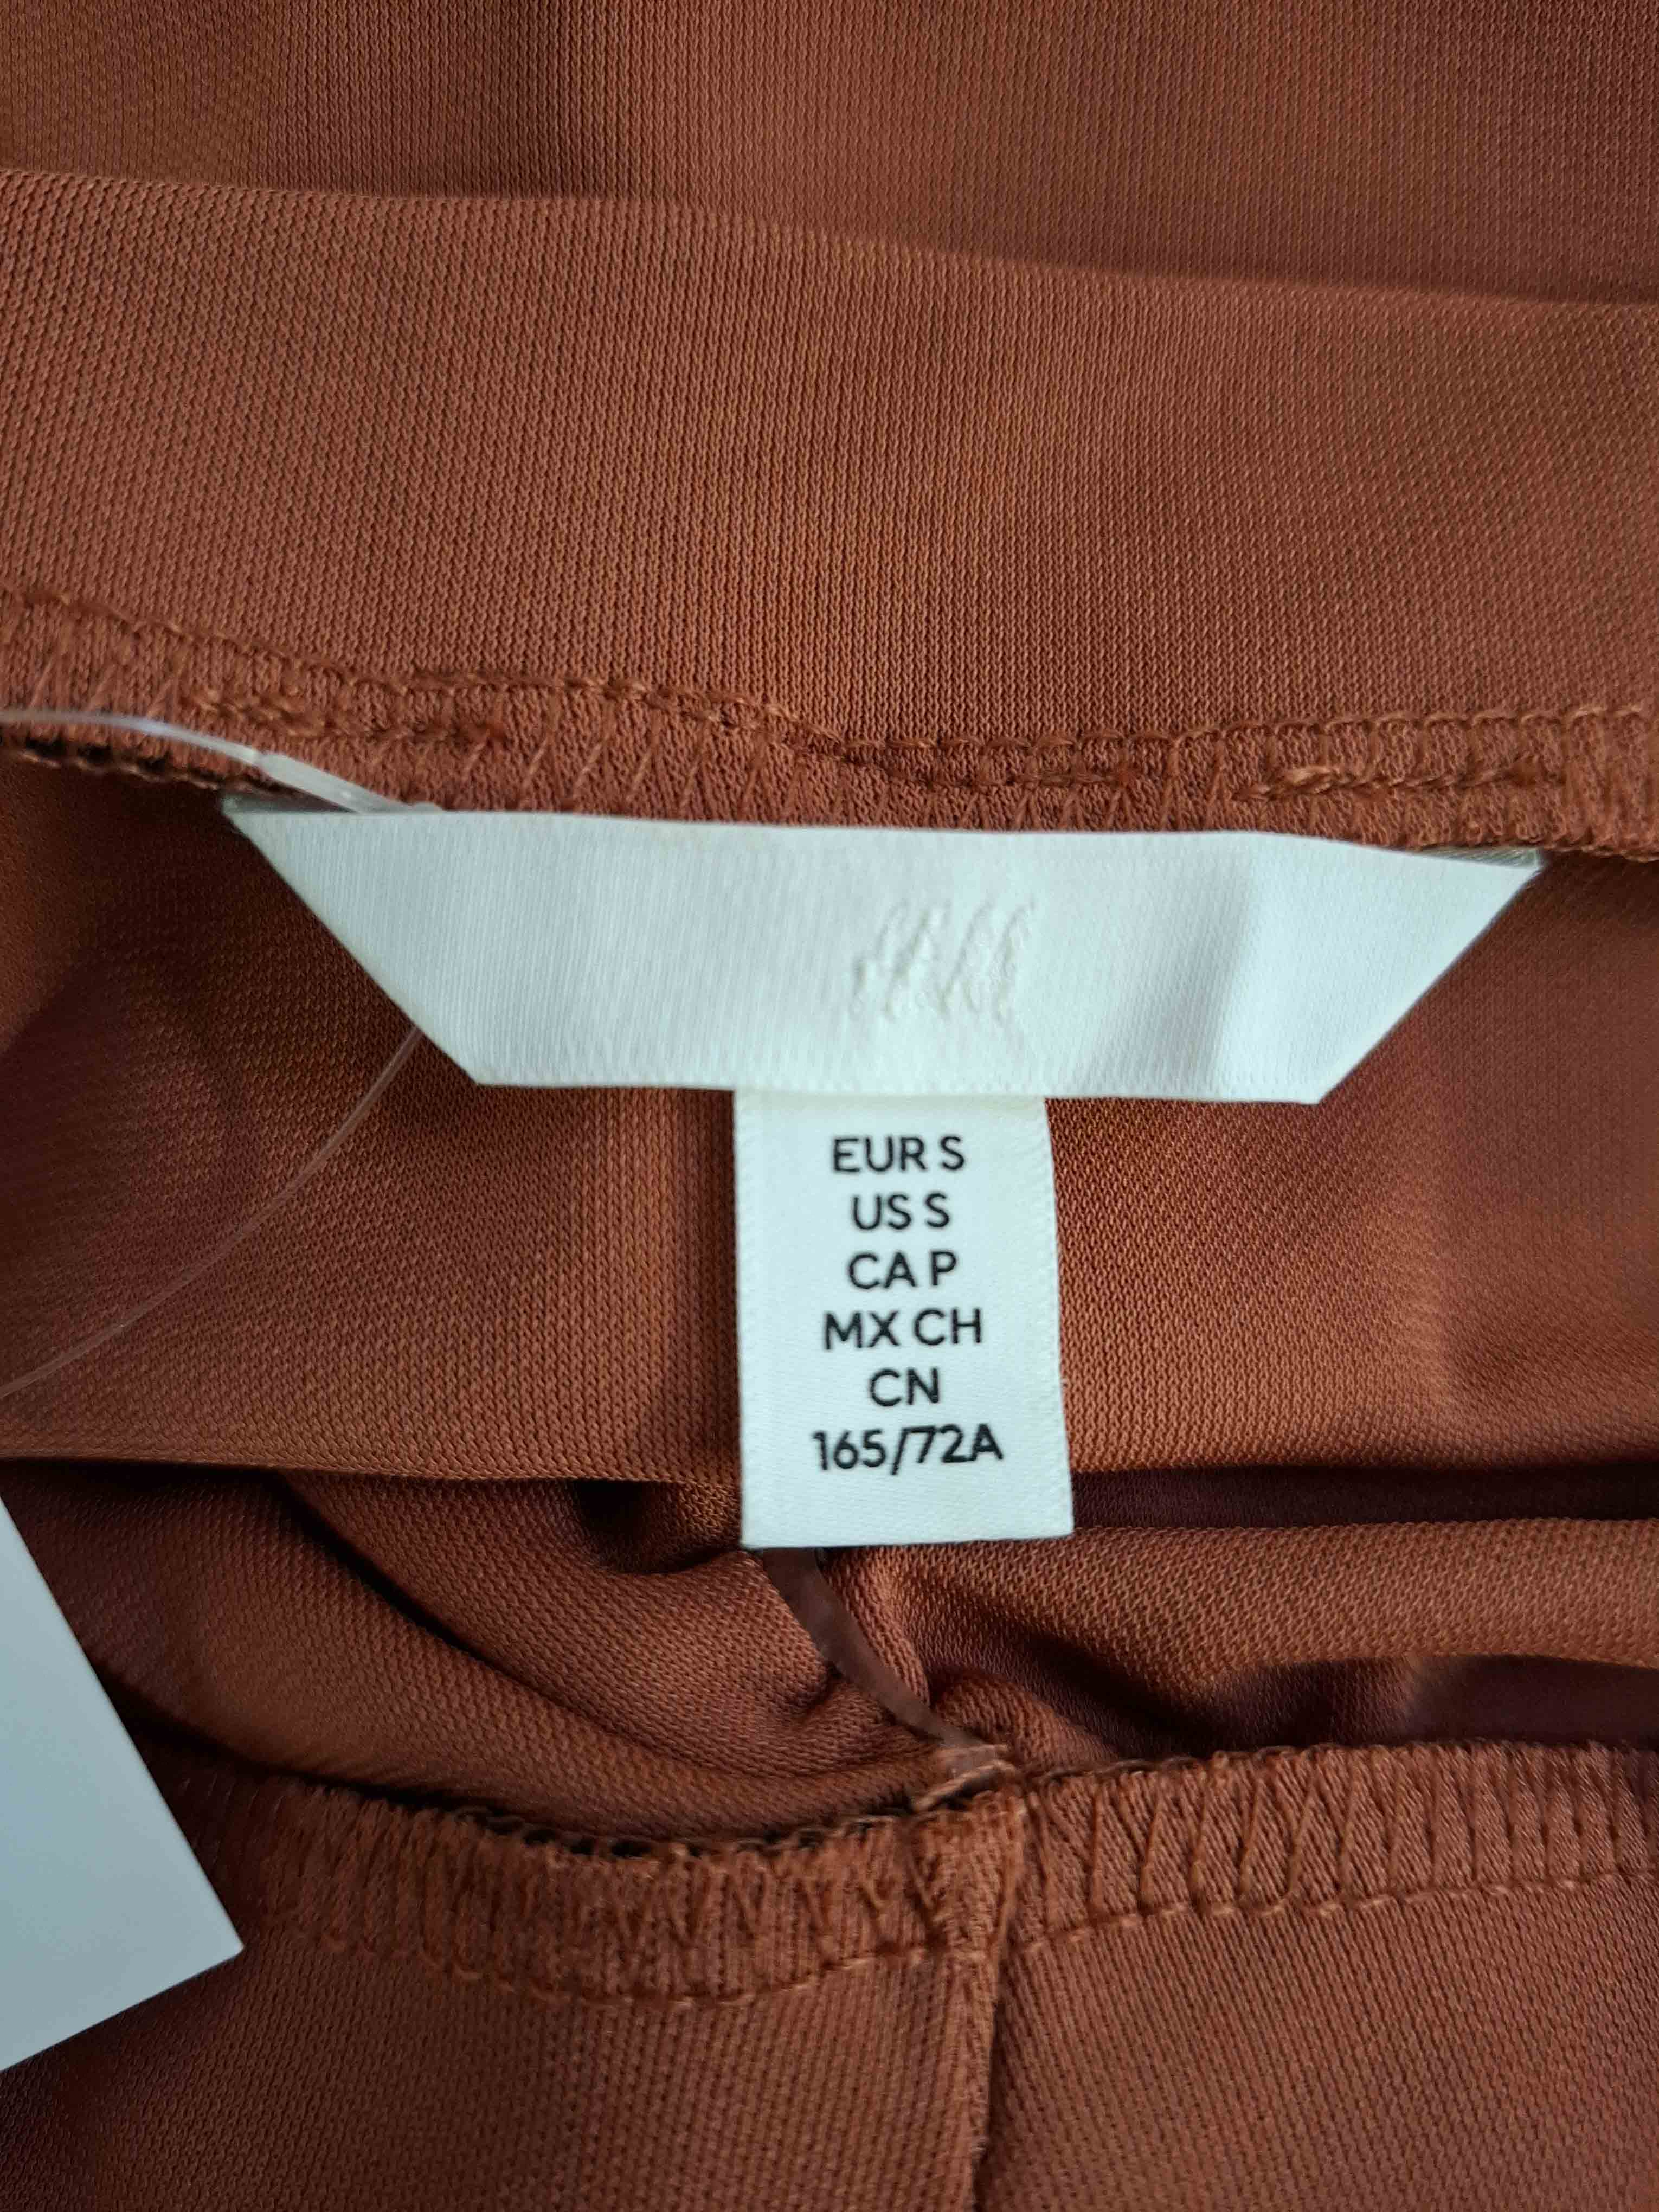 H&M
EUR S
US S
CA P
MX CH
CN
165/72A